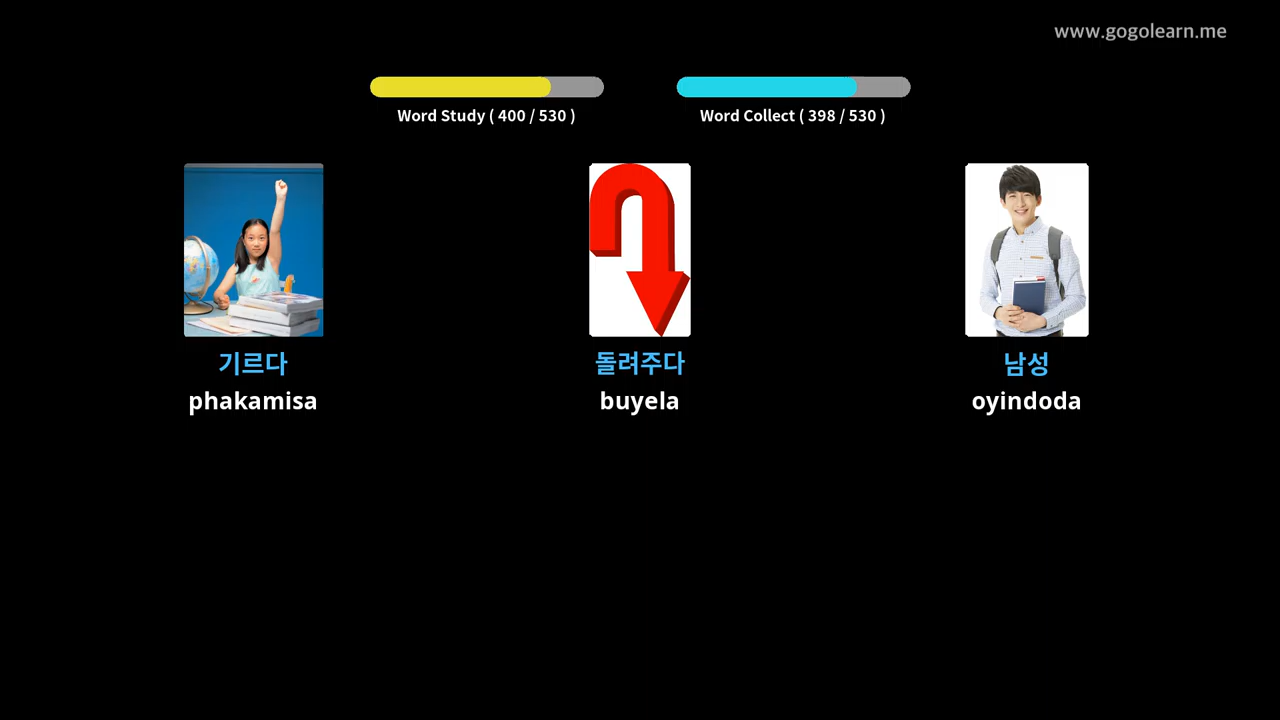 www.gogolearn.me
Word Study ( 400 / 530 )
Word Collect ( 398 / 530 )
기르다
phakamisa
돌려주다
buyela
남성
oyindoda